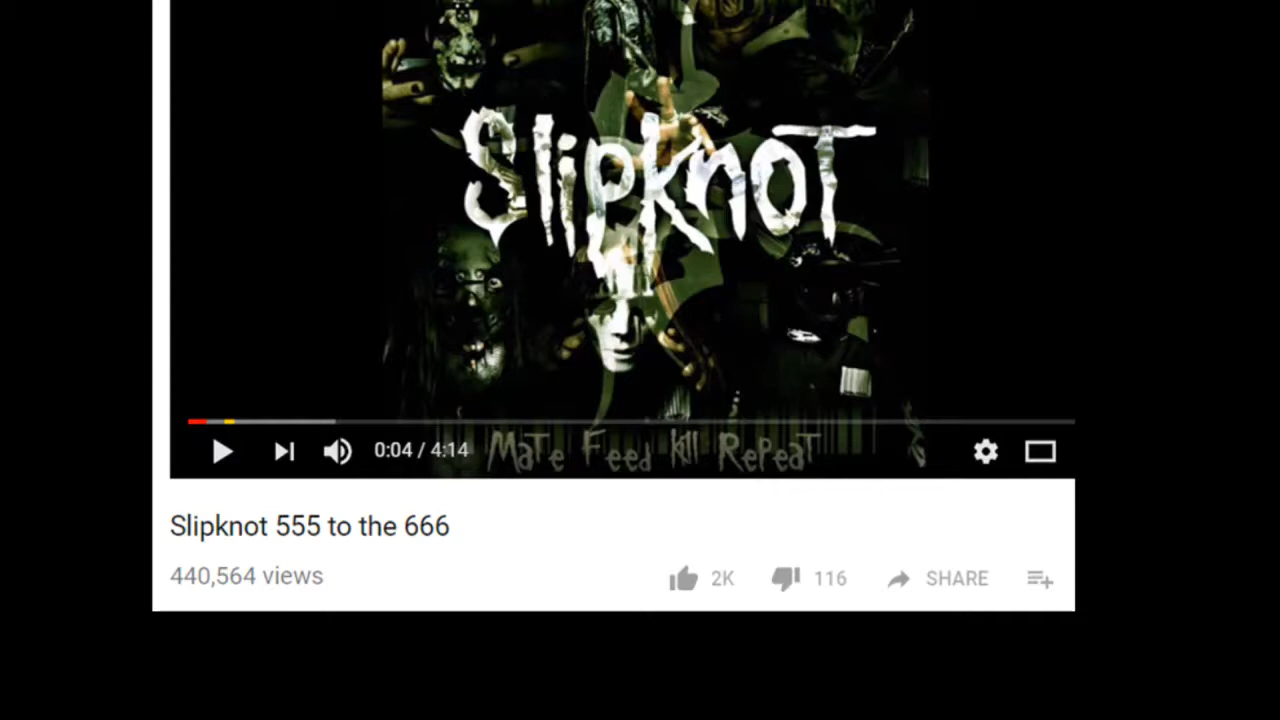 Slipknot
0:04 / 4:14
Mate Feed Kill Repeat
Slipknot 555 to the 666
440,564 views
2K
116
SHARE